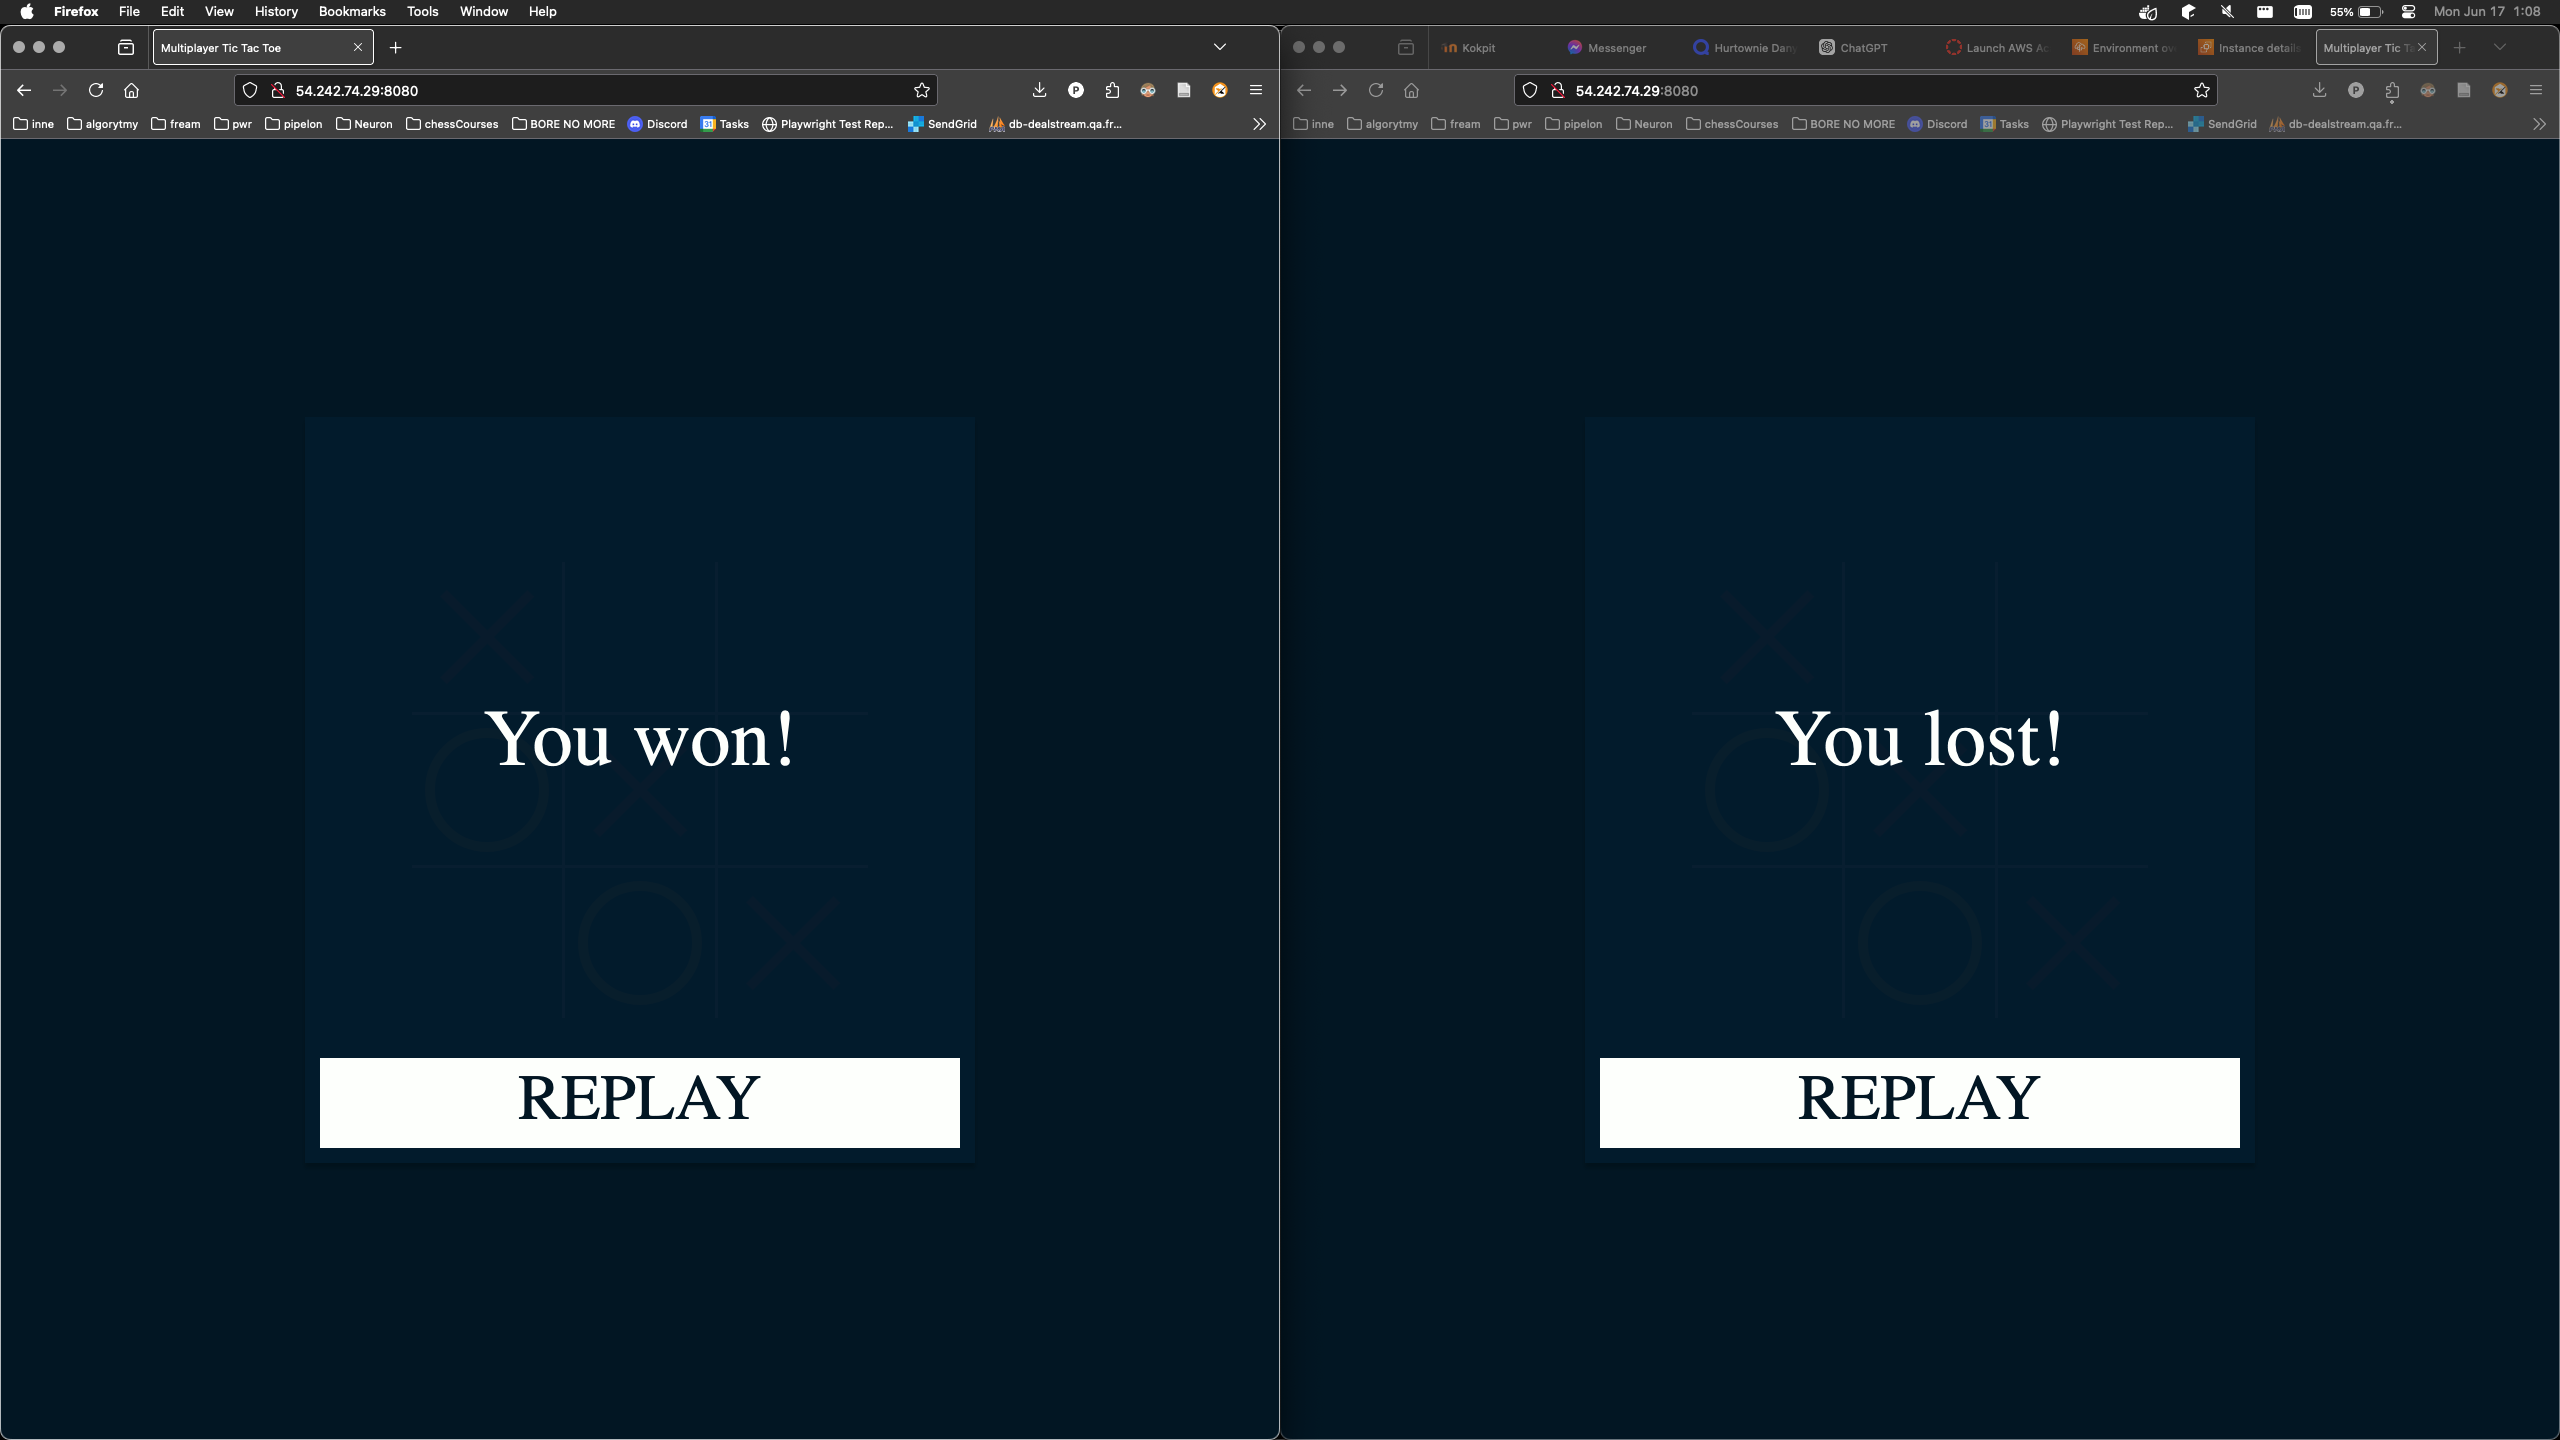 Firefox File Edit View History Bookmarks Tools Window Help 55% Mon Jun 17 1:08
Multiplayer Tic Tac Toe
54.242.74.29:8080
inne algorytmy fream pwr pipelon Neuron chessCourses BORE NO MORE Discord Tasks Playwright Test Rep... SendGrid db-dealstream.qa.fr...
You won!
REPLAY
Kokpit Messenger Hurtownie Dany ChatGPT Launch AWS Ac Environment ov Instance details Multiplayer Tic T
54.242.74.29:8080
inne algorytmy fream pwr pipelon Neuron chessCourses BORE NO MORE Discord Tasks Playwright Test Rep... SendGrid db-dealstream.qa.fr...
You lost!
REPLAY